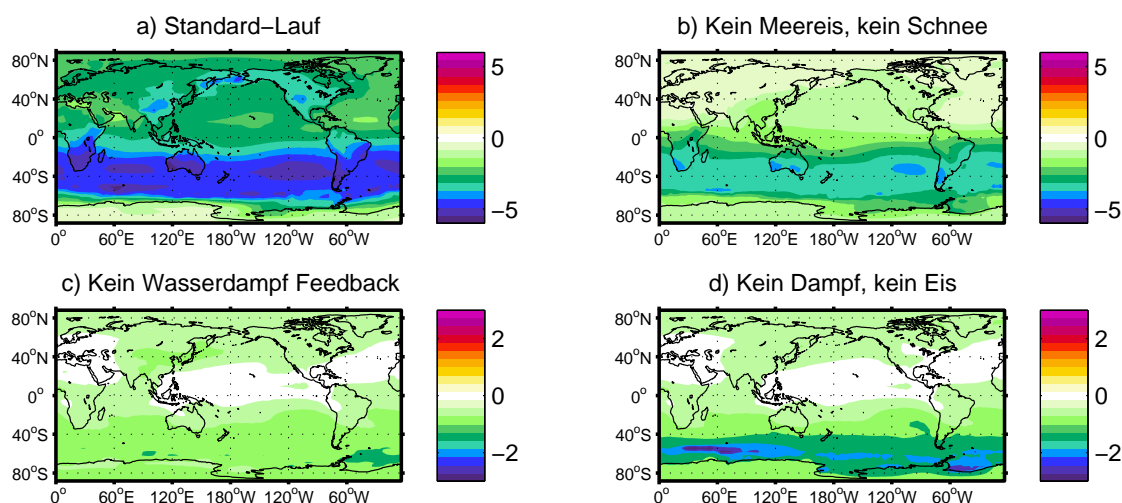 a) Standard–Lauf
b) Kein Meereis, kein Schnee
80°N
40°N
0°
40°S
80°S
0° 60°E 120°E 180°W 120°W 60°W
5
0
–5
80°N
40°N
0°
40°S
80°S
0° 60°E 120°E 180°W 120°W 60°W
5
0
–5
c) Kein Wasserdampf Feedback
d) Kein Dampf, kein Eis
80°N
40°N
0°
40°S
80°S
0° 60°E 120°E 180°W 120°W 60°W
2
0
–2
80°N
40°N
0°
40°S
80°S
0° 60°E 120°E 180°W 120°W 60°W
2
0
–2